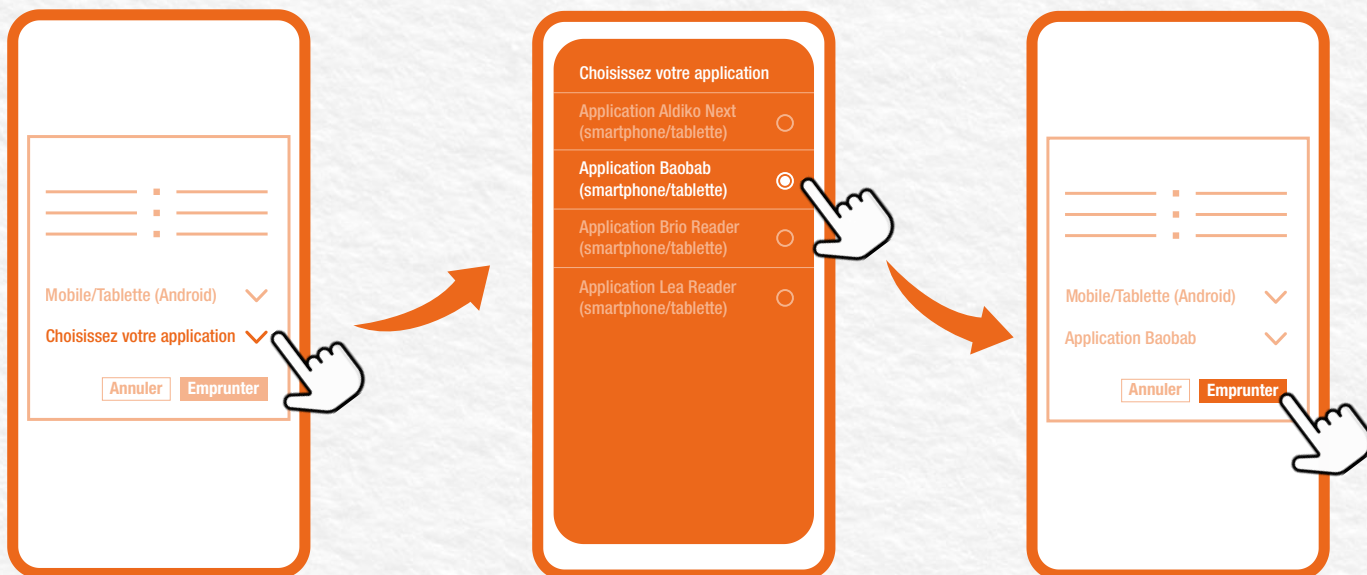 Mobile/Tablette (Android)
Choisissez votre application
Annuler Emprunter
Choisissez votre application
Application Aldiko Next
(smartphone/tablette)
Application Baobab
(smartphone/tablette)
Application Brio Reader
(smartphone/tablette)
Application Lea Reader
(smartphone/tablette)
Mobile/Tablette (Android)
Application Baobab
Annuler Emprunter